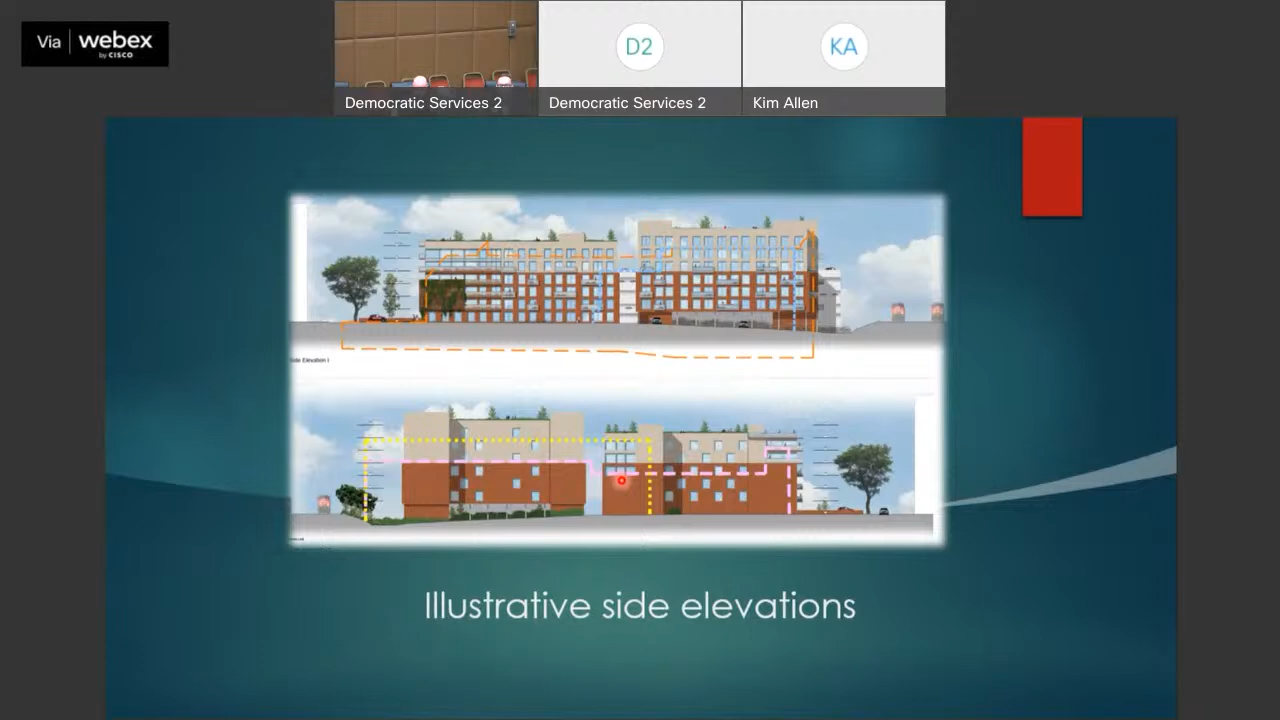 Via webex
by CISCO
D2
KA
Democratic Services 2
Democratic Services 2
Kim Allen
Side Elevation I
Illustrative side elevations